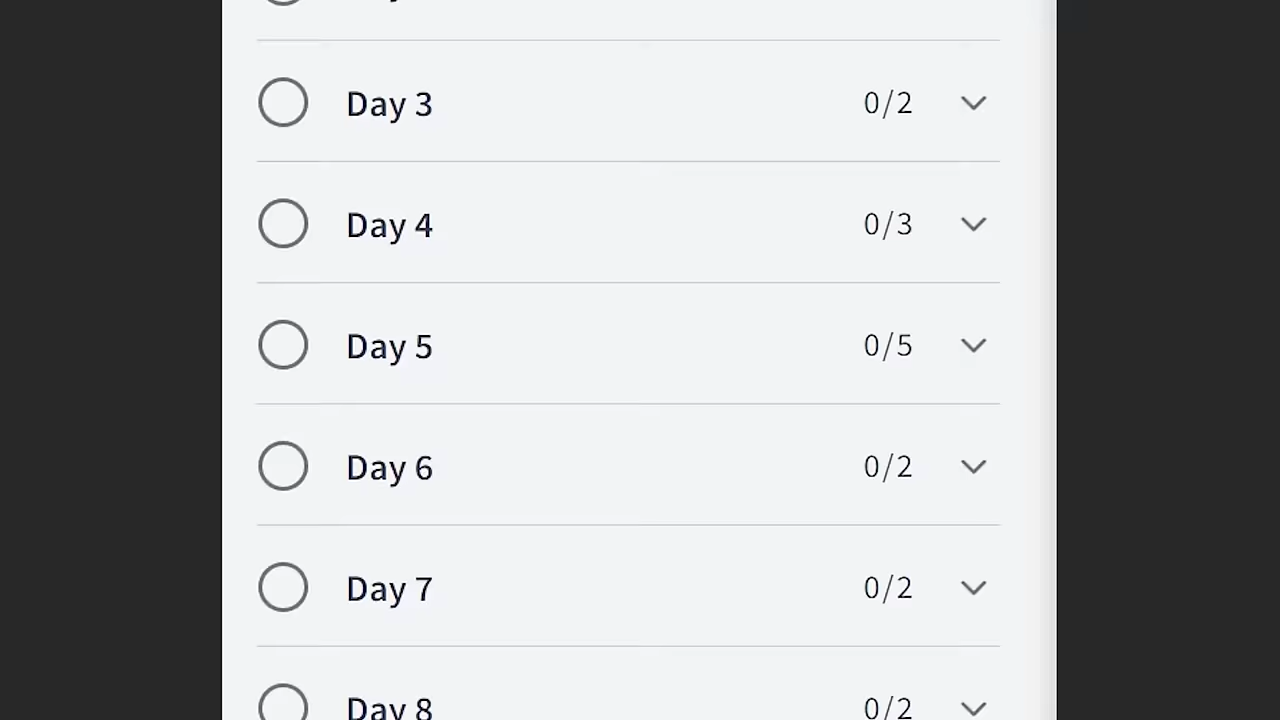 Day 3 0/2
Day 4 0/3
Day 5 0/5
Day 6 0/2
Day 7 0/2
Day 8 0/2